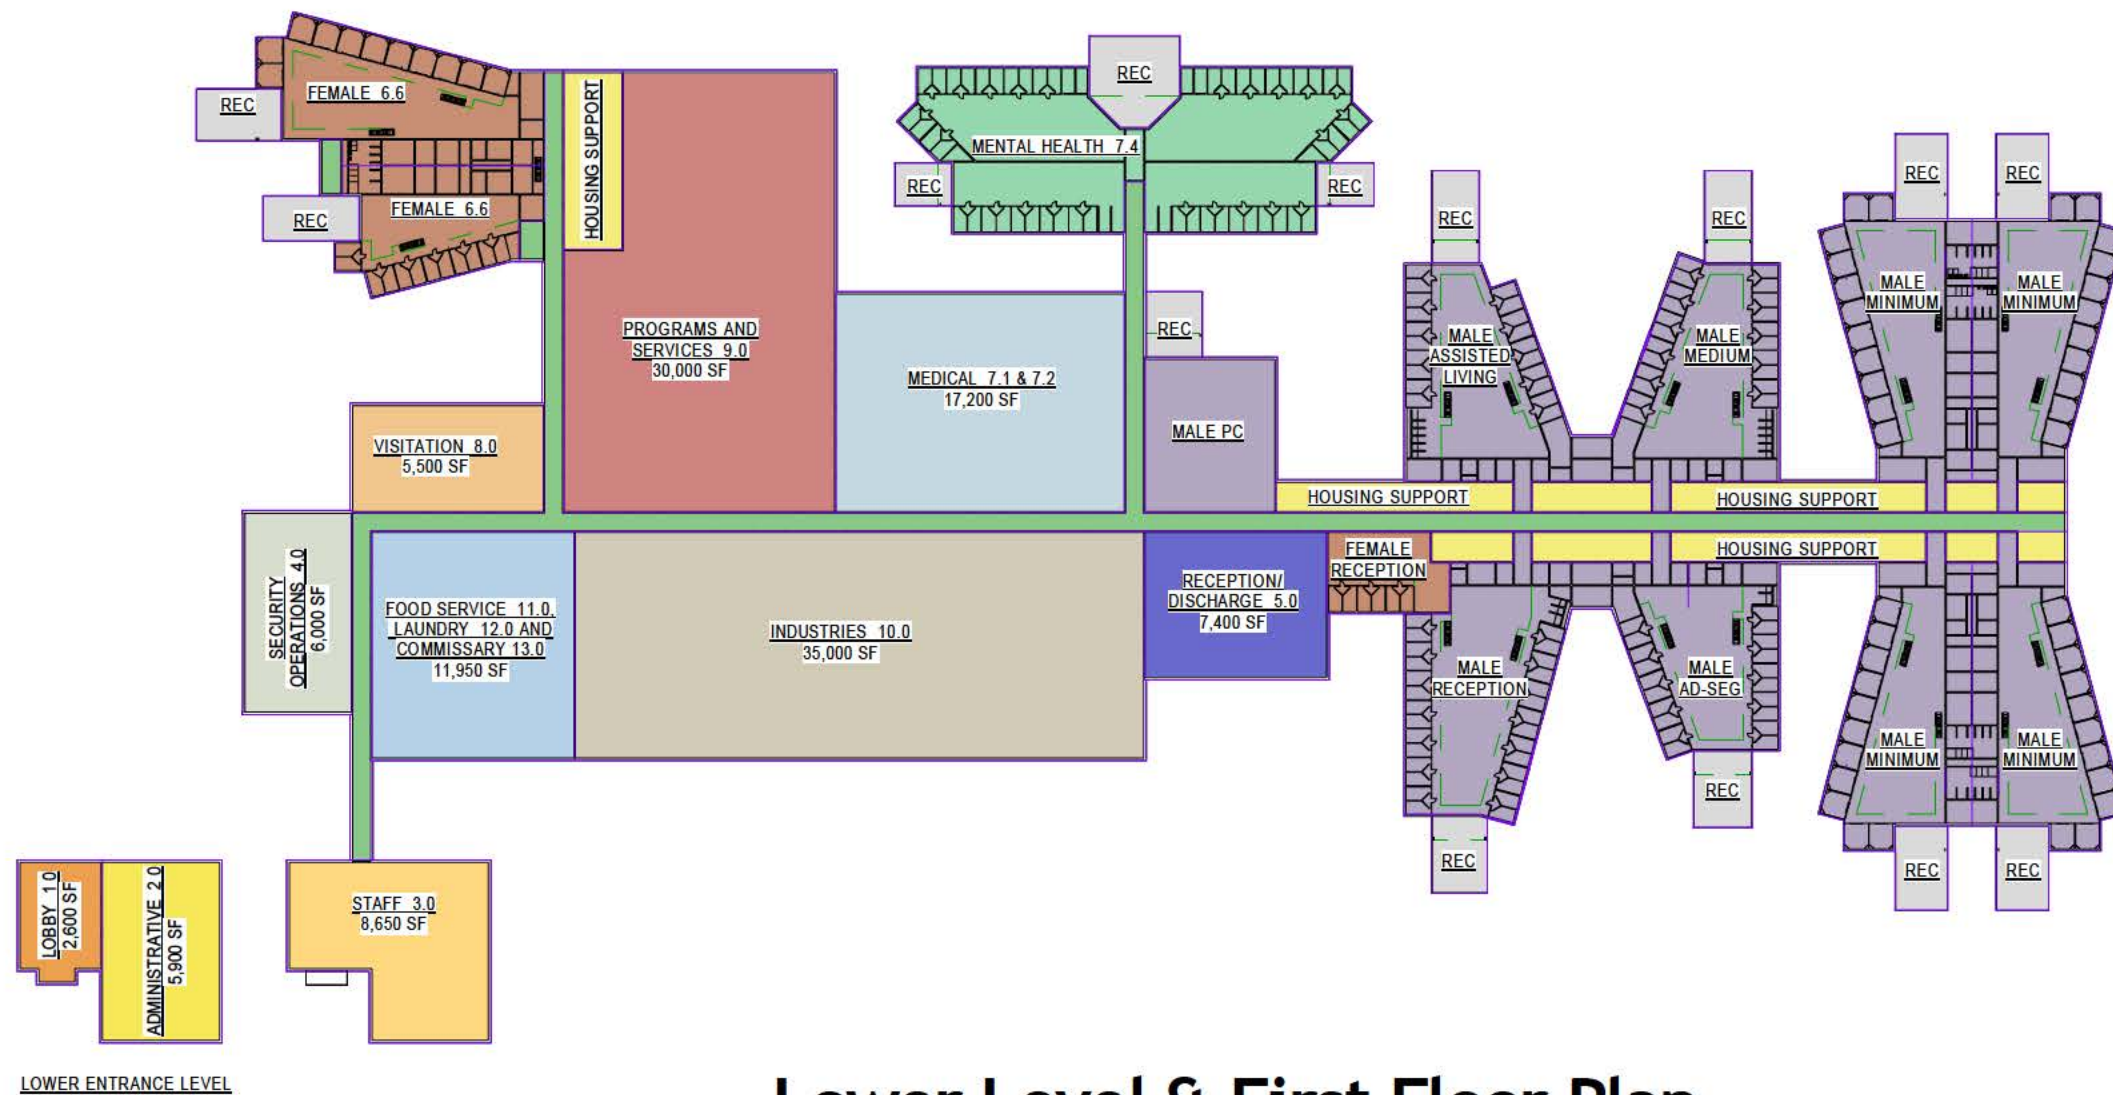 FEMALE 6.6
REC
REC
FEMALE 6.6
HOUSING SUPPORT
PROGRAMS AND
SERVICES 9.0
30,000 SF
REC
MENTAL HEALTH 7.4
REC
REC
MEDICAL 7.1 & 7.2
17,200 SF
REC
MALE PC
VISITATION 8.0
5,500 SF
SECURITY
OPERATIONS 4.0
6,000 SF
FOOD SERVICE 11.0,
LAUNDRY 12.0 AND
COMMISSARY 13.0
11,950 SF
INDUSTRIES 10.0
35,000 SF
RECEPTION/
DISCHARGE 5.0
7,400 SF
FEMALE
RECEPTION
REC
MALE
ASSISTED
LIVING
REC
MALE
MEDIUM
REC
REC
MALE
MINIMUM
MALE
MINIMUM
HOUSING SUPPORT
HOUSING SUPPORT
HOUSING SUPPORT
MALE
RECEPTION
REC
MALE
AD-SEG
REC
MALE
MINIMUM
MALE
MINIMUM
REC
REC
LOBBY 1.0
2,600 SF
ADMINISTRATIVE 2.0
5,900 SF
STAFF 3.0
8,650 SF
LOWER ENTRANCE LEVEL
Lower Level & First Floor Plan